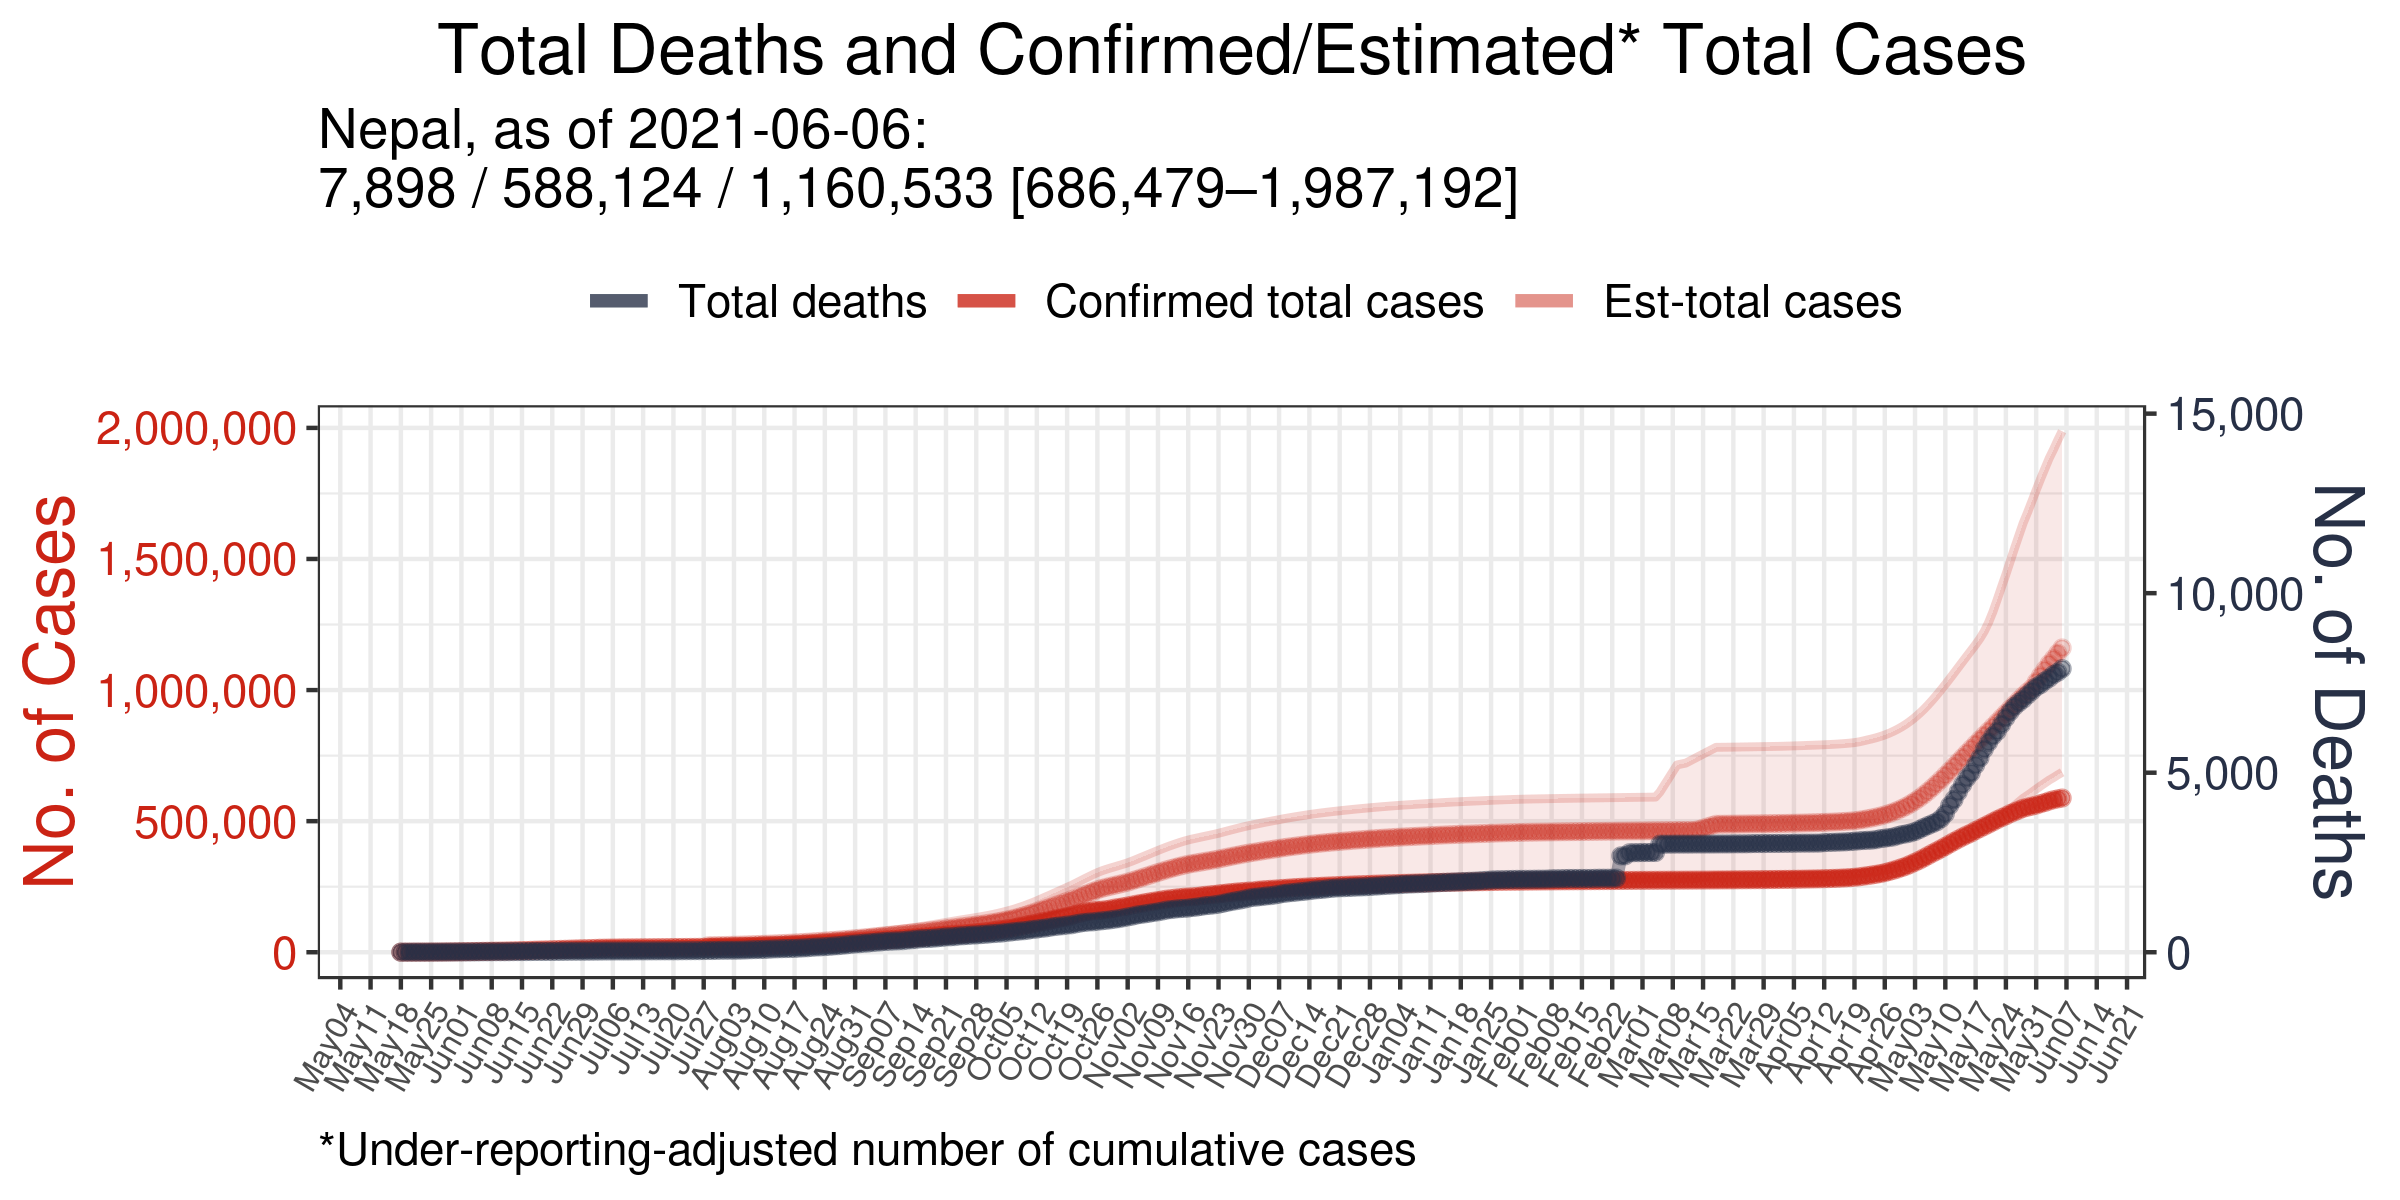 Total Deaths and Confirmed/Estimated* Total Cases
Nepal, as of 2021-06-06:
7,898 / 588,124 / 1,160,533 [686,479–1,987,192]
Total deaths
Confirmed total cases
Est-total cases
No. of Cases
2,000,000
1,500,000
1,000,000
500,000
0
15,000
10,000
5,000
0
No. of Deaths
May04
May11
May18
May25
Jun01
Jun08
Jun15
Jun22
Jun29
Jul06
Jul13
Jul20
Jul27
Aug03
Aug10
Aug17
Aug24
Aug31
Sep07
Sep14
Sep21
Sep28
Oct05
Oct12
Oct19
Oct26
Nov02
Nov09
Nov16
Nov23
Nov30
Dec07
Dec14
Dec21
Dec28
Jan04
Jan11
Jan18
Jan25
Feb01
Feb08
Feb15
Feb22
Mar01
Mar08
Mar15
Mar22
Mar29
Apr05
Apr12
Apr19
Apr26
May03
May10
May17
May24
May31
Jun07
Jun14
Jun21
*Under-reporting-adjusted number of cumulative cases